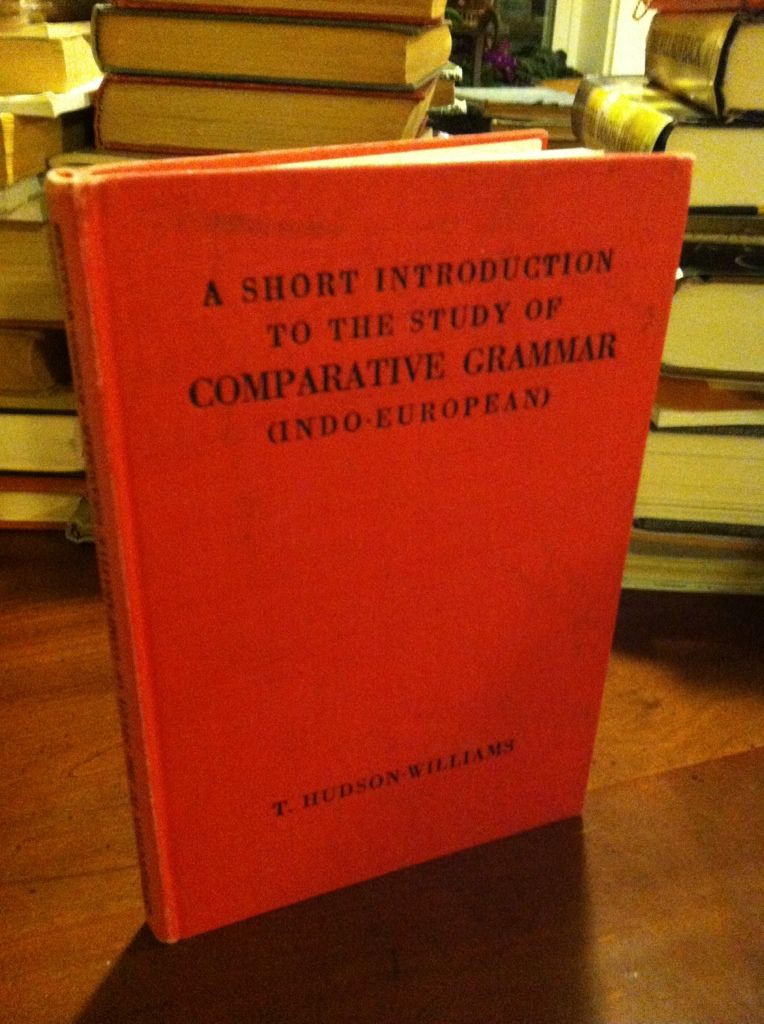 A SHORT INTRODUCTION
TO THE STUDY OF
COMPARATIVE GRAMMAR
(INDO-EUROPEAN)
T. HUDSON-WILLIAMS